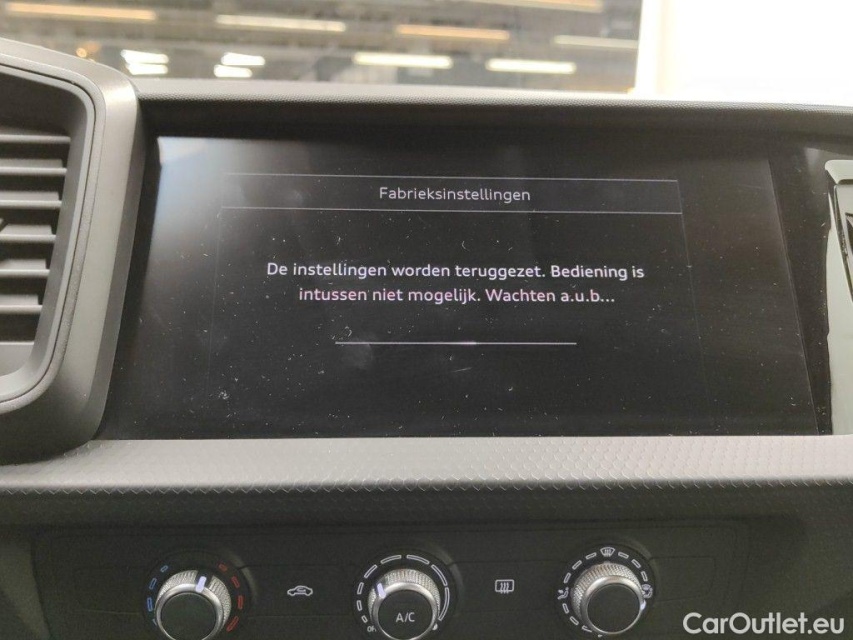 Fabrieksinstellingen
De instellingen worden teruggezet. Bediening is
intussen niet mogelijk. Wachten a.u.b...
A/C
CarOutlet.eu